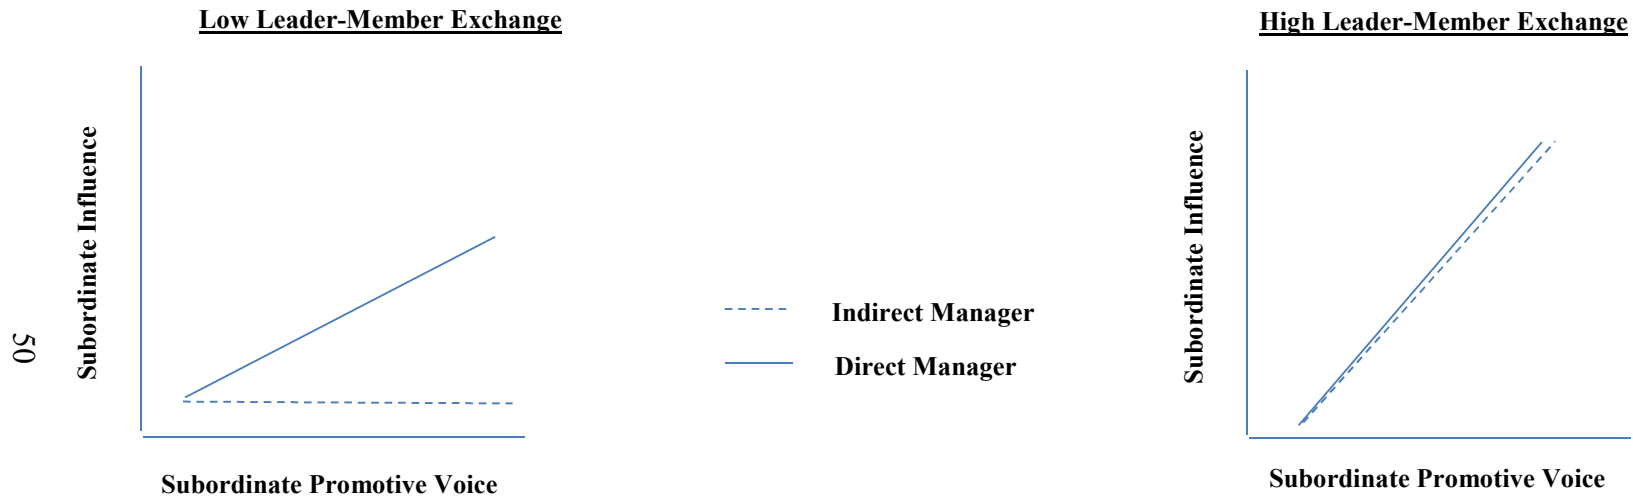 Low Leader-Member Exchange
Subordinate Influence
Subordinate Promotive Voice
Indirect Manager
Direct Manager
High Leader-Member Exchange
Subordinate Influence
Subordinate Promotive Voice
50